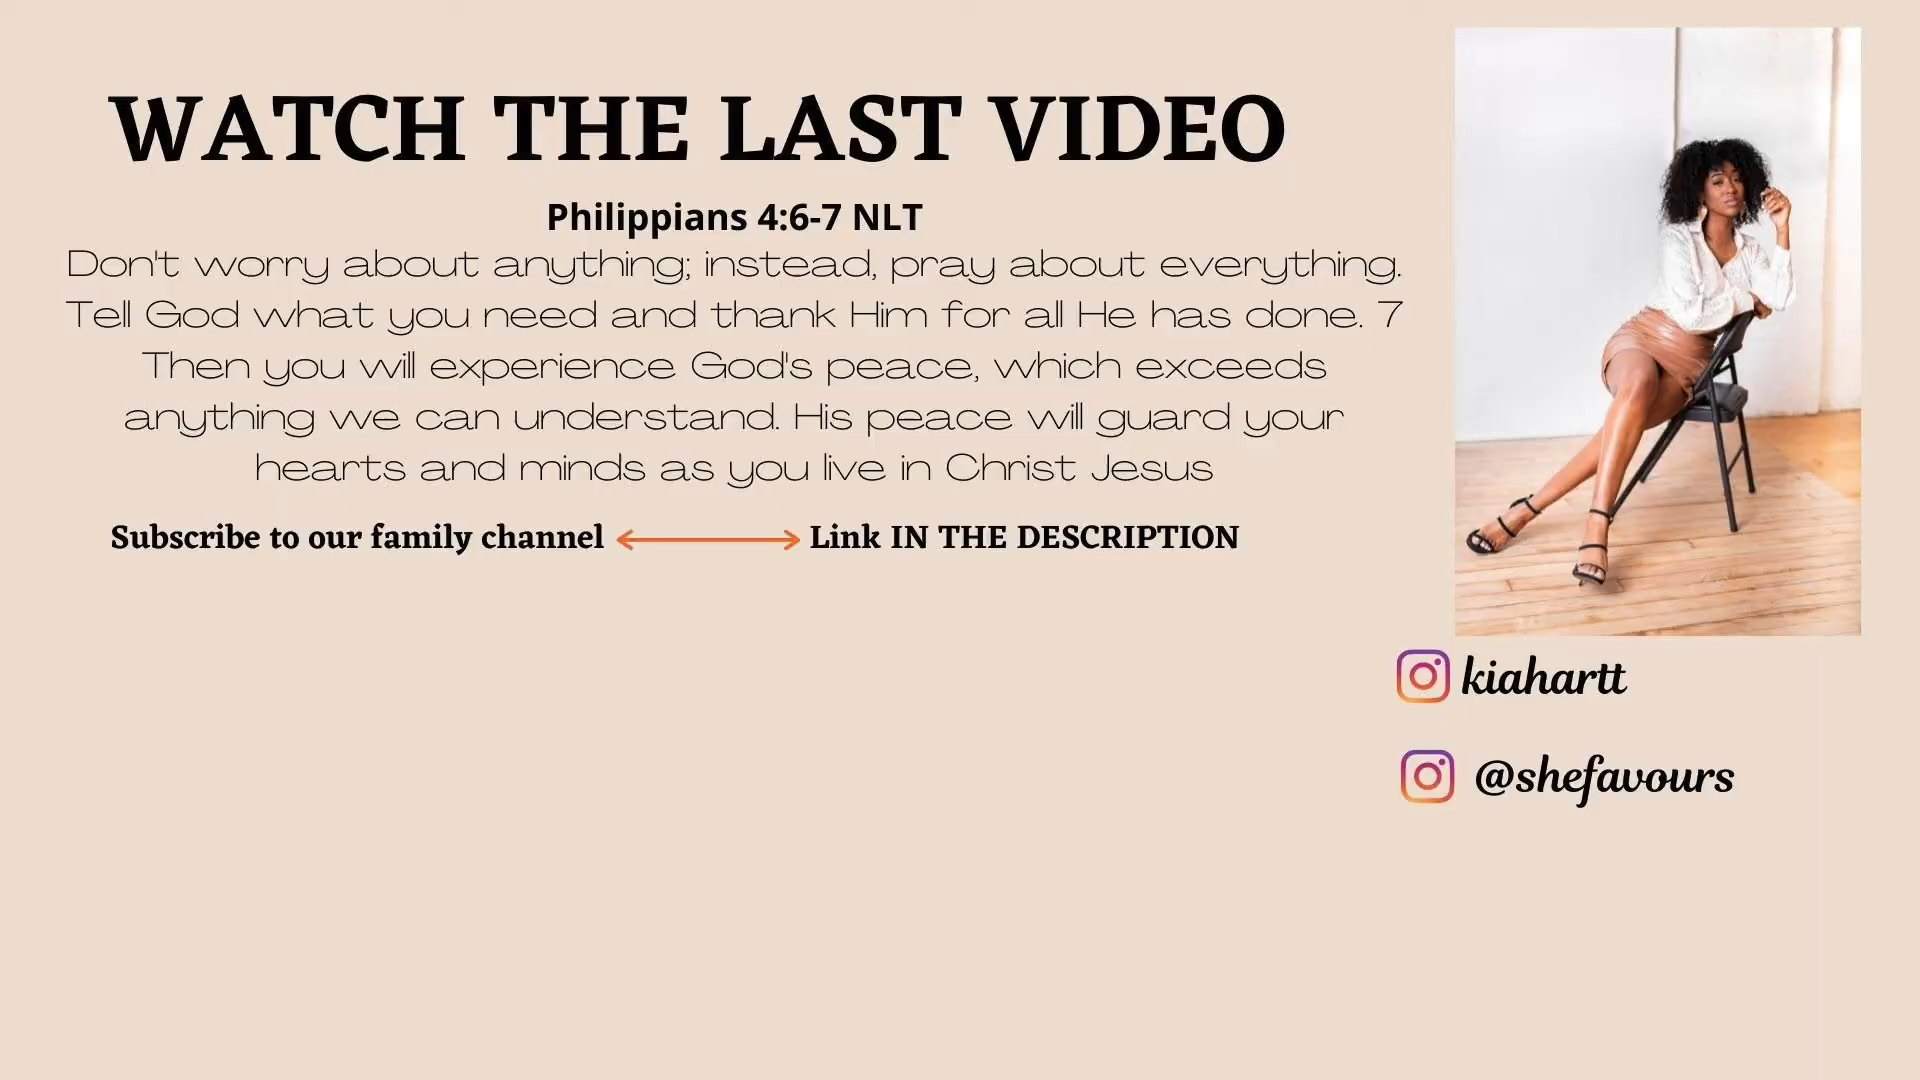 WATCH THE LAST VIDEO
Philippians 4:6-7 NLT
Don't worry about anything; instead, pray about everything.
Tell God what you need and thank Him for all He has done. 7
Then you will experience God's peace, which exceeds
anything we can understand. His peace will guard your
hearts and minds as you live in Christ Jesus
Subscribe to our family channel Link IN THE DESCRIPTION
kiahartt
@shefavours